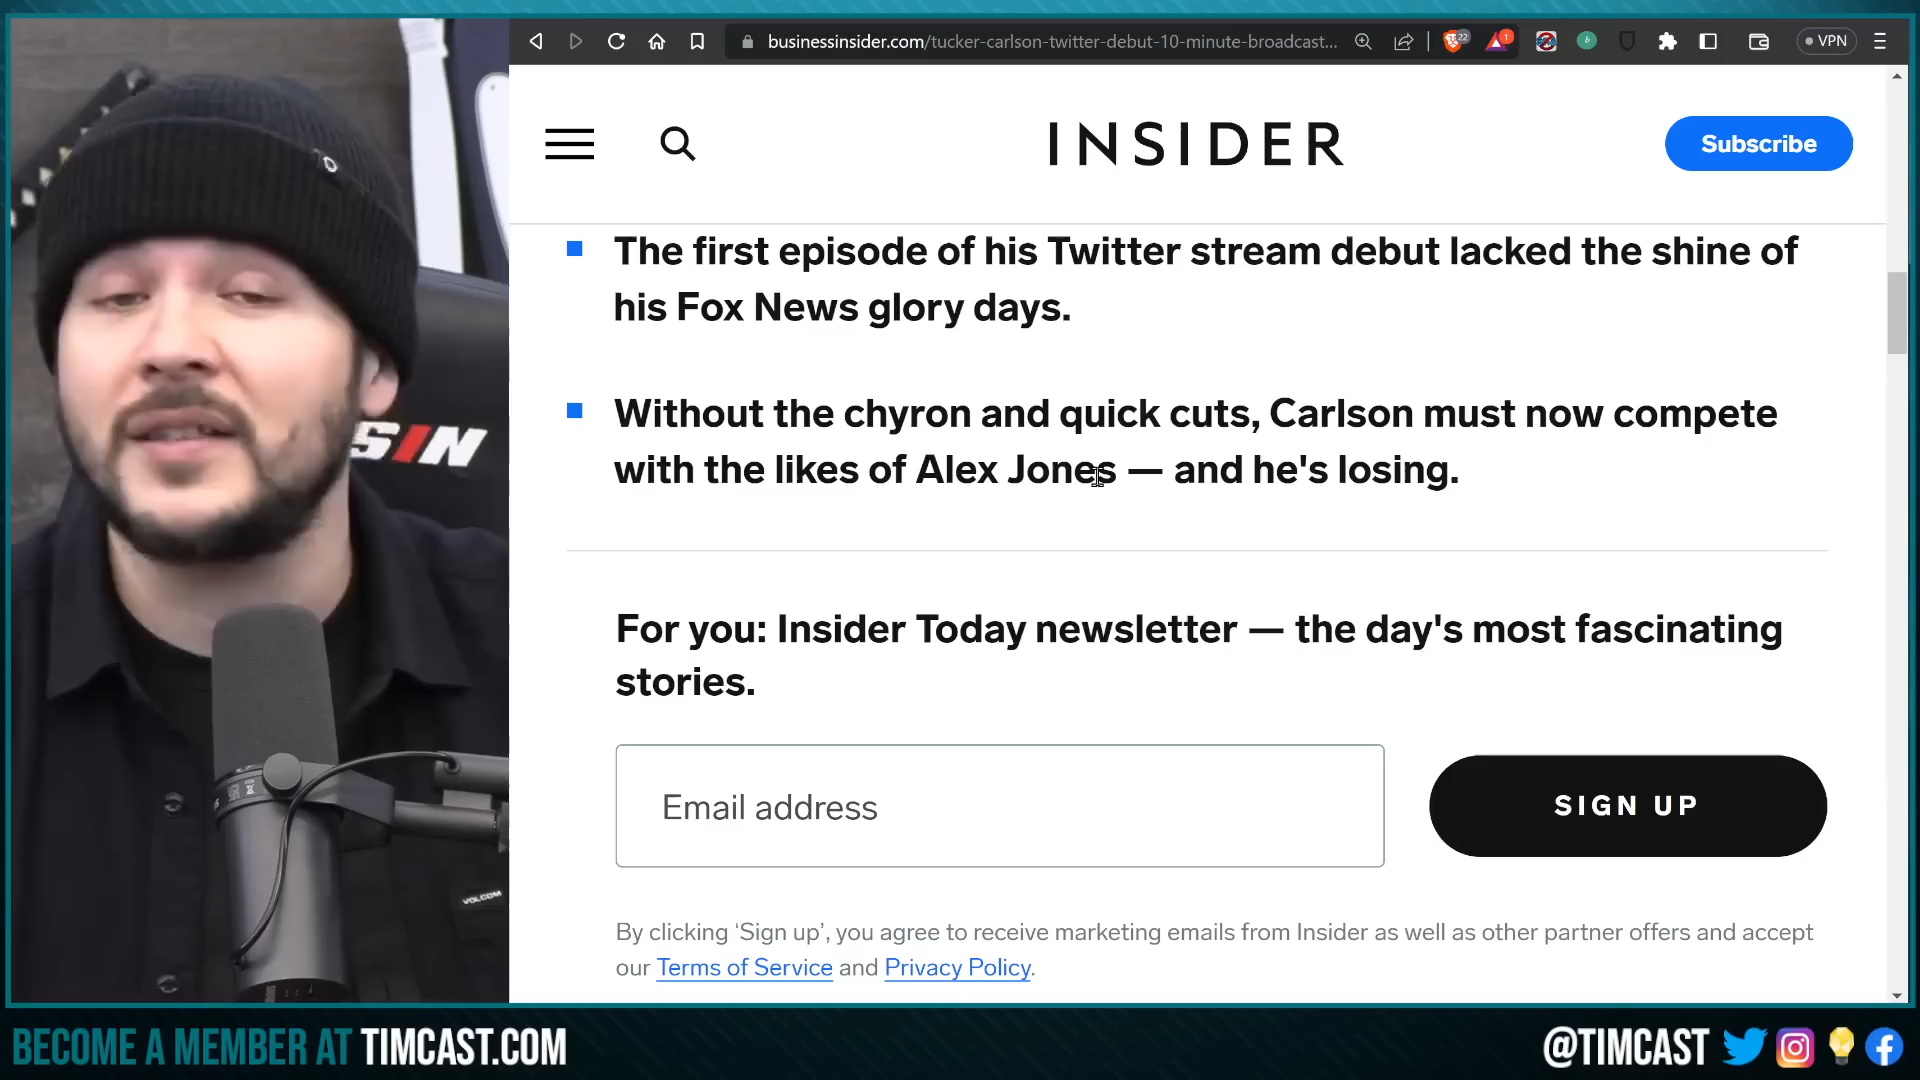 businessinsider.com/tucker-carlson-twitter-debut-10-minute-broadcast...
22
1
VPN
INSIDER
Subscribe
The first episode of his Twitter stream debut lacked the shine of
his Fox News glory days.
Without the chyron and quick cuts, Carlson must now compete
with the likes of Alex Jones — and he's losing.
For you: Insider Today newsletter — the day's most fascinating
stories.
Email address
SIGN UP
By clicking ‘Sign up’, you agree to receive marketing emails from Insider as well as other partner offers and accept
our Terms of Service and Privacy Policy.
SIN
VOLCOM
BECOME A MEMBER AT TIMCAST.COM
@TIMCAST